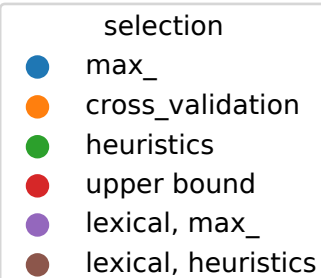 selection
max_
cross_validation
heuristics
upper bound
lexical, max_
lexical, heuristics